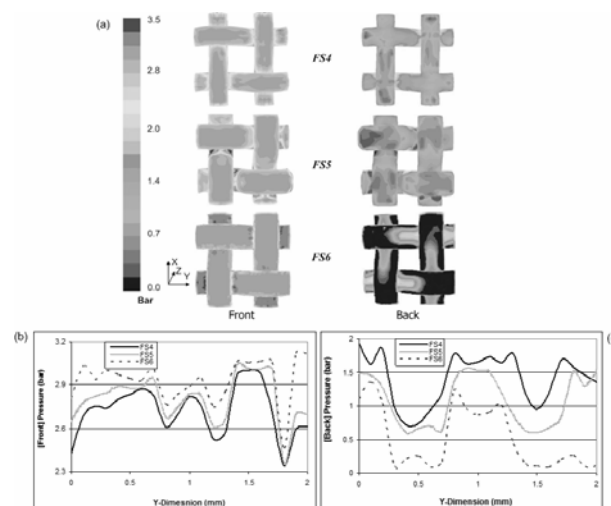 (a)
3.5
2.8
2.0
1.4
0.7
0.0
Bar
X
Z
Y
FS4
FS5
FS6
Front
Back
(b)
3.2
2.9
2.6
2.3
[Front] Pressure (bar)
FS4
FS5
FS6
0
0.5
1
1.5
2
Y-Dimesnion (mm)
(
2
1.5
1
0.5
0
[Back] Pressure (bar)
FS4
FS5
FS6
0
0.5
1
1.5
2
Y-Dimension (mm)